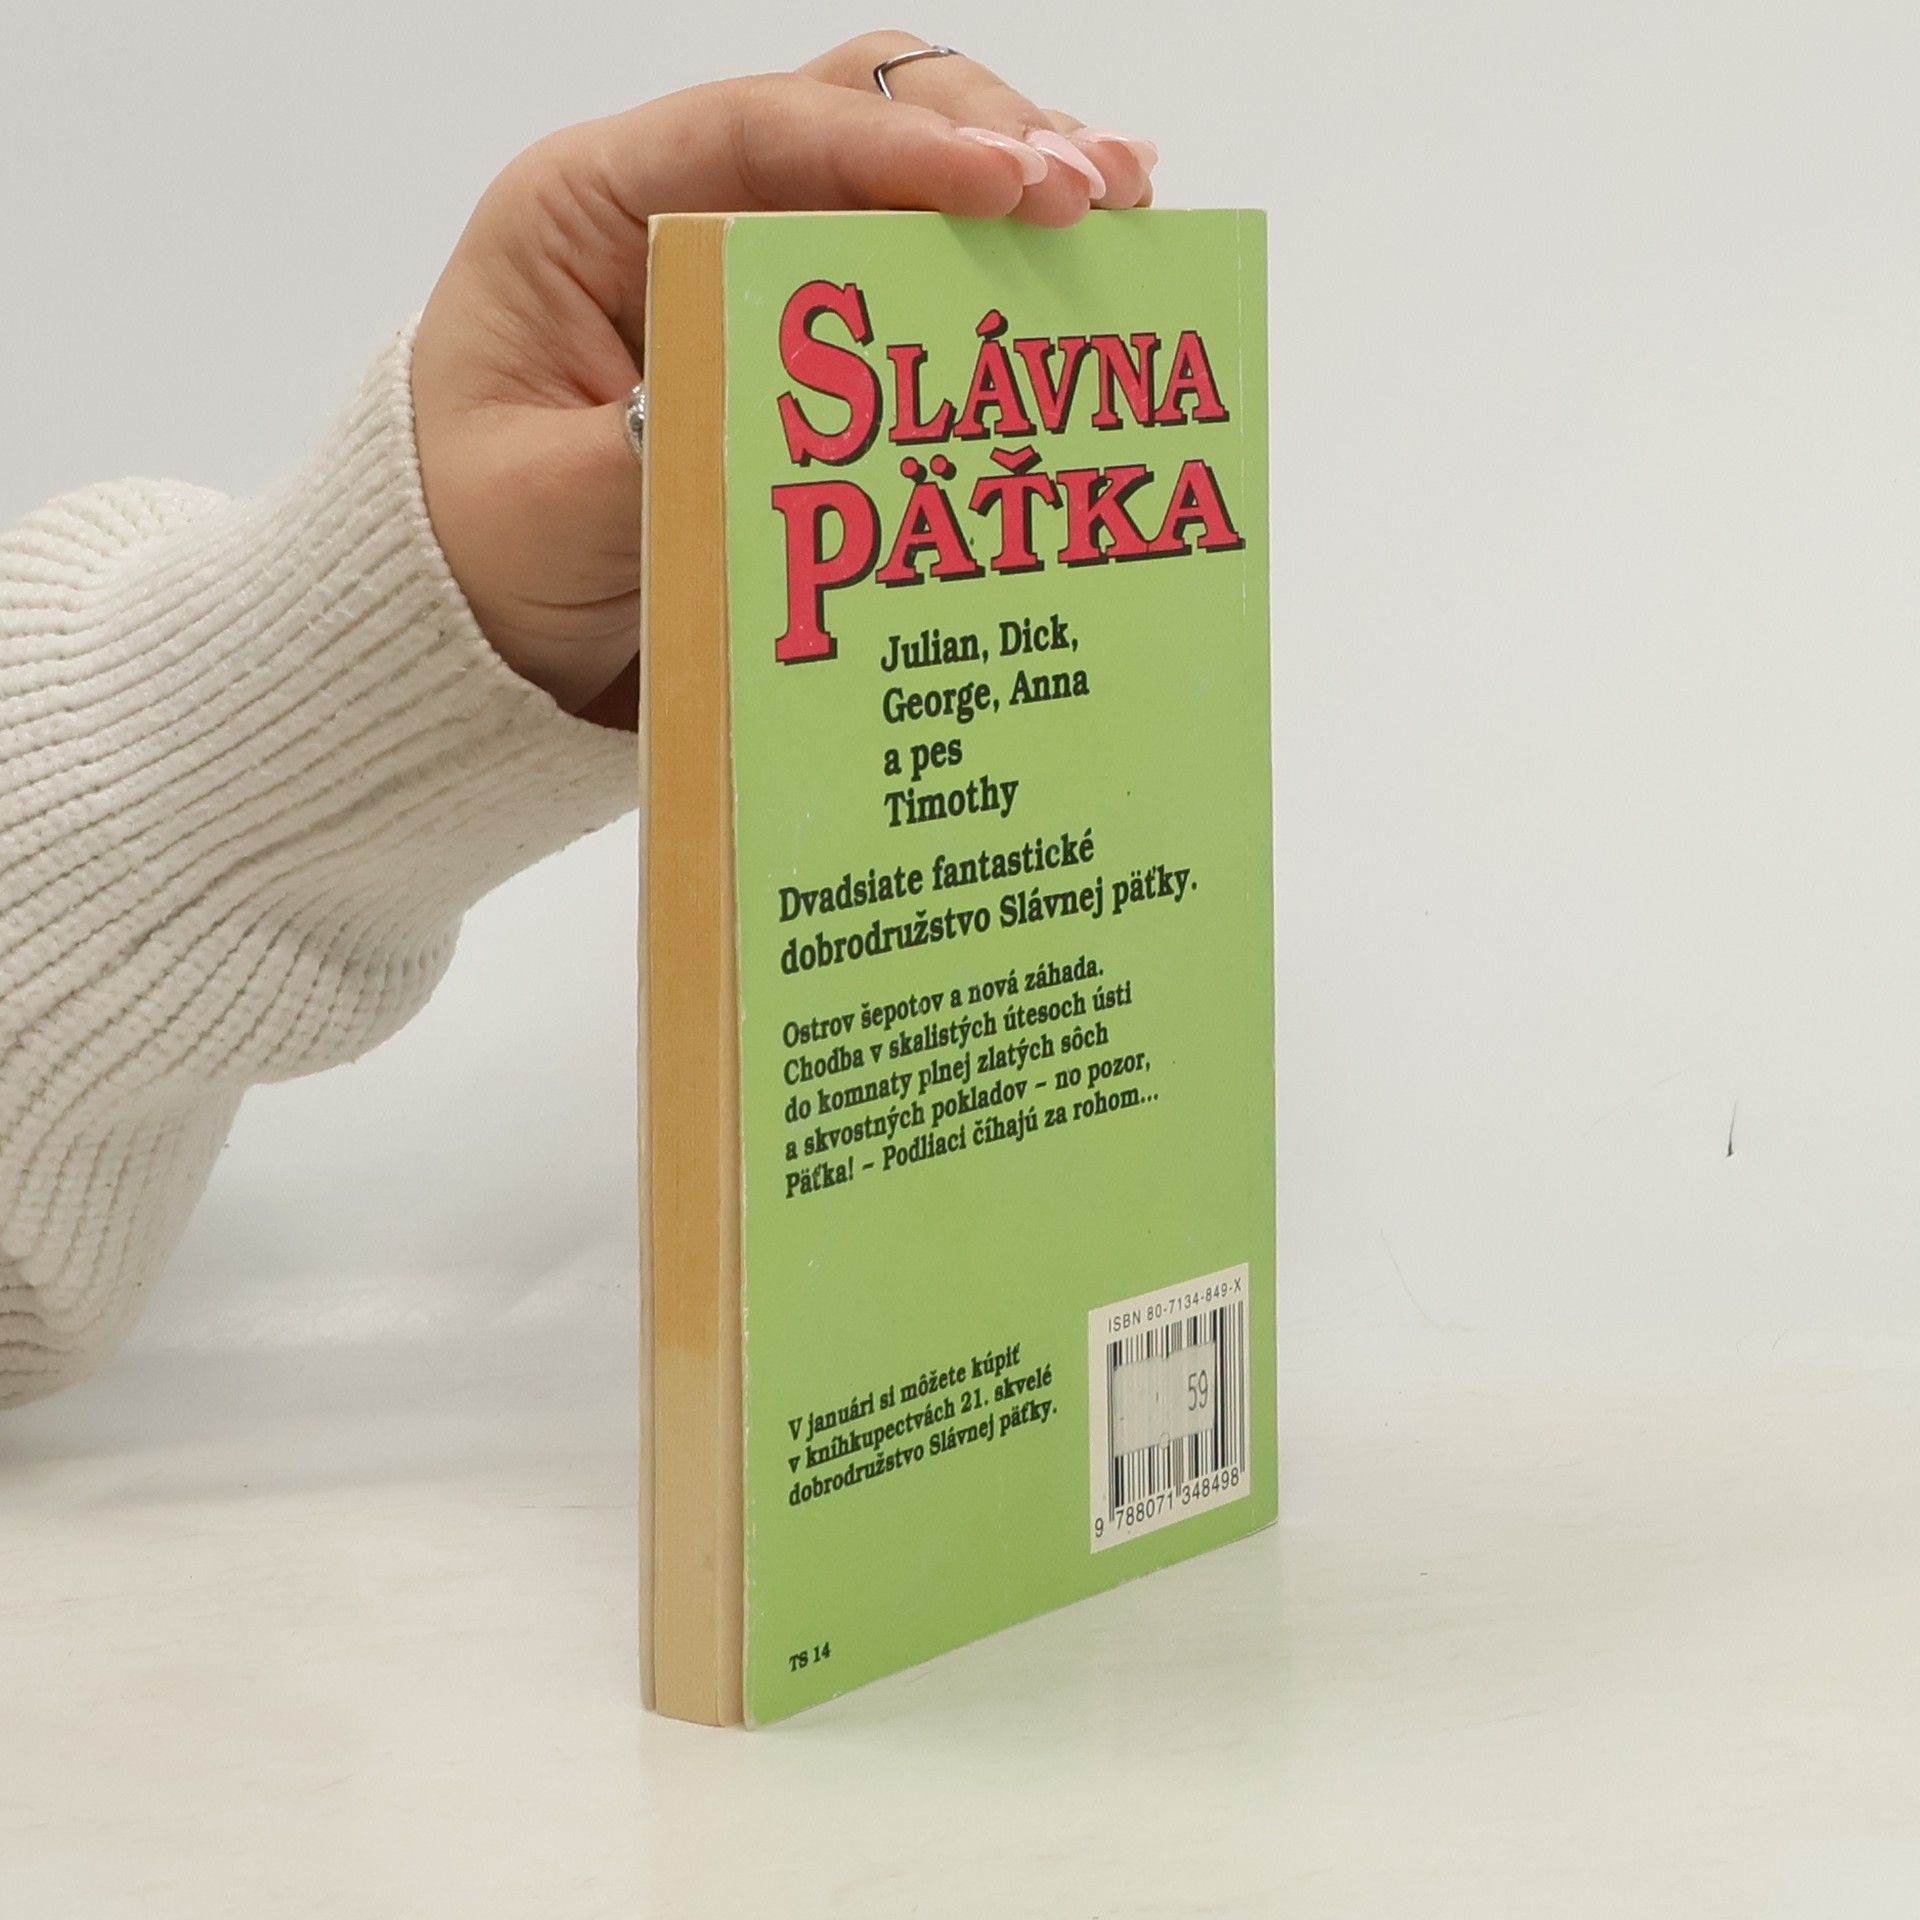 SLÁVNA
PÄŤKA
Julian, Dick,
George, Anna
a pes
Timothy
Dvadsiate fantastické
dobrodružstvo Slávnej päťky.
Ostrov šepotov a nová záhada.
Chodba v skalistých útesoch ústi
do komnaty plnej zlatých sôch
a skvostných pokladov – no pozor,
Päťka! – Podliaci číhajú za rohom...
V januári si môžete kúpiť
v kníhkupectvách 21. skvelé
dobrodružstvo Slávnej päťky.
ISBN 80-7134-849-X
59
9 788071 348498
TS 14